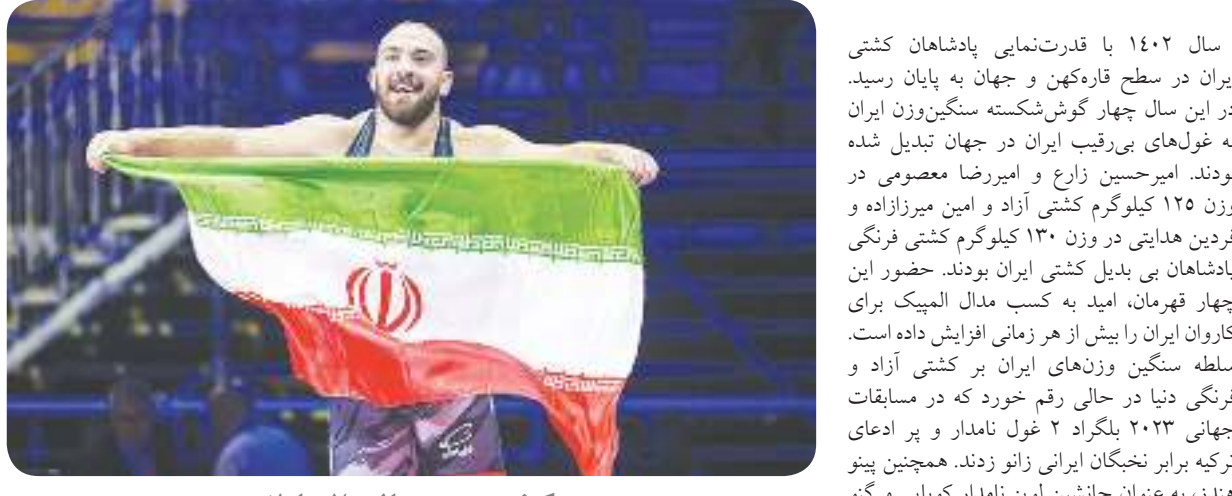 سال ۱٤۰۲ با قدرت‌نمایی پادشاهان کشتی
ایران در سطح قاره‌کهن و جهان به پایان رسید.
در این سال چهار گوش‌شکسته سنگین‌وزن ایران
به غول‌های بی‌رقیب ایران در جهان تبدیل شده
بودند. امیرحسین زارع و امیررضا معصومی در
وزن ۱۲٥ کیلوگرم کشتی آزاد و امین میرزازاده و
فردین هدایتی در وزن ۱۳۰ کیلوگرم کشتی فرنگی
پادشاهان بی بدیل کشتی ایران بودند. حضور این
چهار قهرمان، امید به کسب مدال المپیک برای
کاروان ایران را بیش از هر زمانی افزایش داده است.
سلطه سنگین وزن‌های ایران بر کشتی آزاد و
فرنگی دنیا در حالی رقم خورد که در مسابقات
جهانی ۲۰۲۳ بلگراد ۲ غول نامدار و پر ادعای
ترکیه برابر نخبگان ایرانی زانو زدند. همچنین پینو